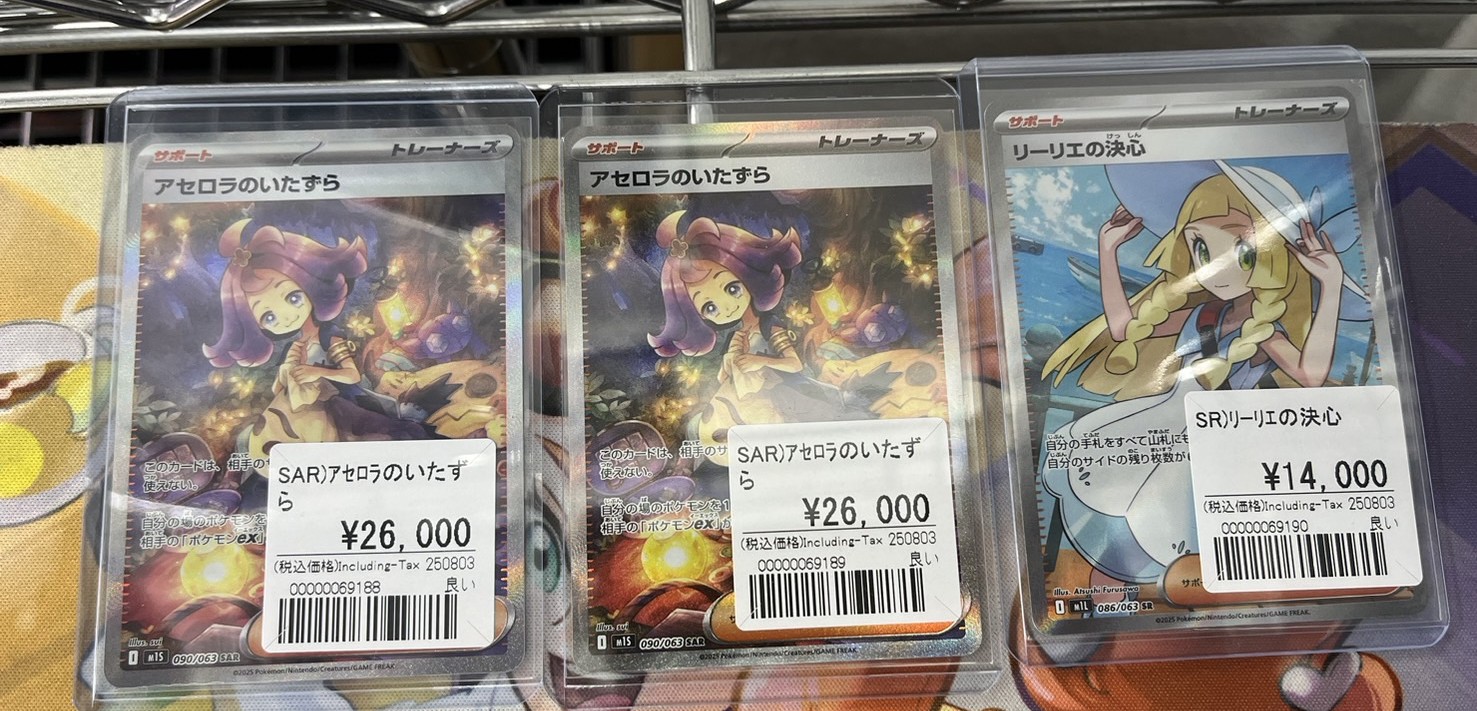 サポート
トレーナーズ
アセロラのいたずら
このカードは、相手のサ
使えない。
自分の場のポケモンを
相手の「ポケモンex」
SAR)アセロラのいたず
ら
¥26,000
(税込価格)Including-Tax 250803
00000069188 良い
Illus. sui
I M1S 090/063 SAR
©2025 Pokémon/Nintendo/Creatures/GAME FREAK.
サポート
トレーナーズ
アセロラのいたずら
このカードは、相手のサ
使えない。
自分の場のポケモンを1
相手の「ポケモンex」か
SAR)アセロラのいたず
ら
¥26,000
(税込価格)Including-Tax 250803
00000069189 良い
Illus. sui
I M1S 090/063 SAR
©2025 Pokémon/Nintendo/Creatures/GAME FREAK.
サポート
トレーナーズ
リーリエの決心
自分の手札をすべて山札にも
自分のサイドの残り枚数が
SR)リーリエの決心
¥14,000
(税込価格)Including-Tax 250803
00000069190 良い
サポ
Illus. Atsushi Furusawa
I M1L 086/063 SR
©2025 Pokémon/Nintendo/Creatures/GAME FREAK.